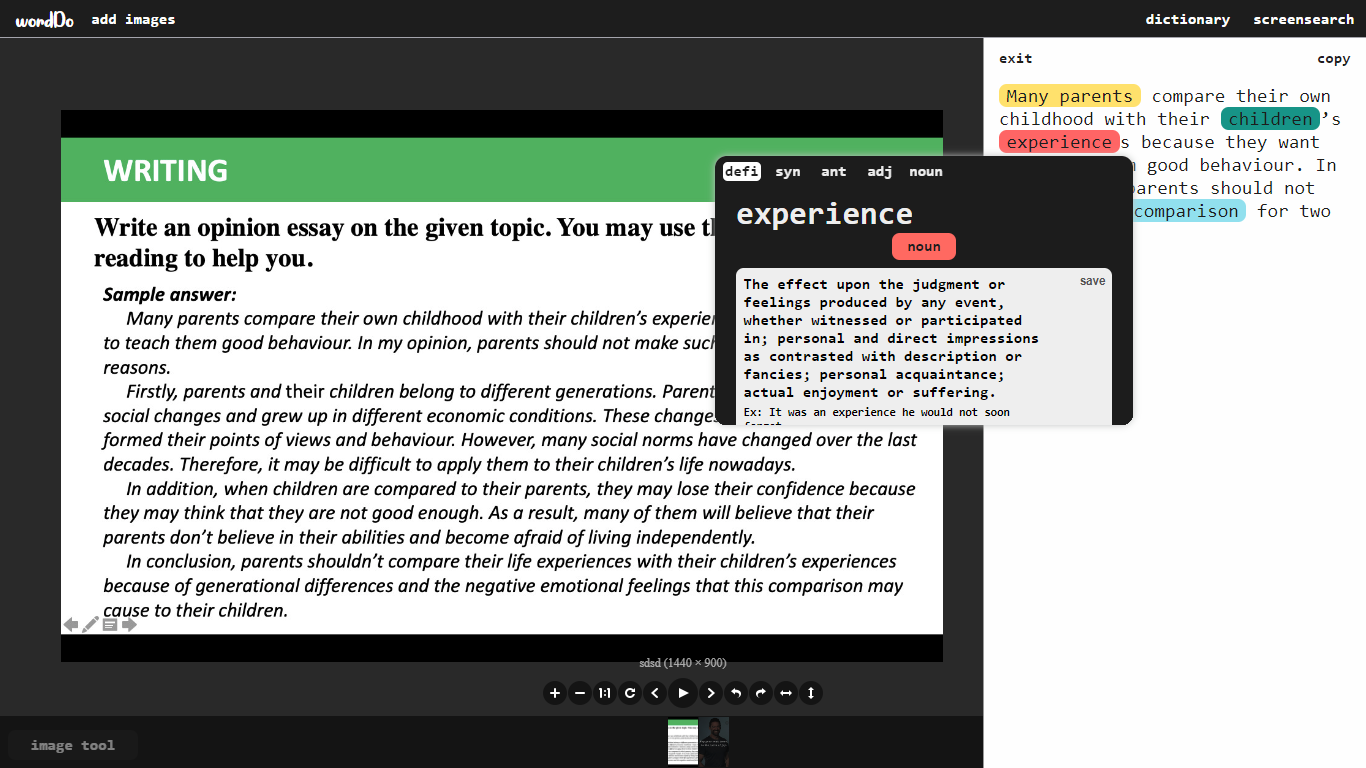 wordDo add images dictionary screensearch
exit copy
Many parents compare their own
childhood with their children’s
experiences because they want
good behaviour. In
parents should not
comparison for two
WRITING
Write an opinion essay on the given topic. You may use
reading to help you.
Sample answer:
Many parents compare their own childhood with their children’s
to teach them good behaviour. In my opinion, parents should not make such
reasons.
Firstly, parents and their children belong to different generations.
social changes and grew up in different economic conditions. These changes
formed their points of views and behaviour. However, many social norms have changed over the last
decades. Therefore, it may be difficult to apply them to their children’s life nowadays.
In addition, when children are compared to their parents, they may lose their confidence because
they may think that they are not good enough. As a result, many of them will believe that their
parents don’t believe in their abilities and become afraid of living independently.
In conclusion, parents shouldn’t compare their life experiences with their children’s experiences
because of generational differences and the negative emotional feelings that this comparison may
cause to their children.
defi syn ant adj noun
experience
noun
save
The effect upon the judgment or
feelings produced by any event,
whether witnessed or participated
in; personal and direct impressions
as contrasted with description or
fancies; personal acquaintance;
actual enjoyment or suffering.
Ex: It was an experience he would not soon
sdsd (1440 × 900)
1:1
image tool